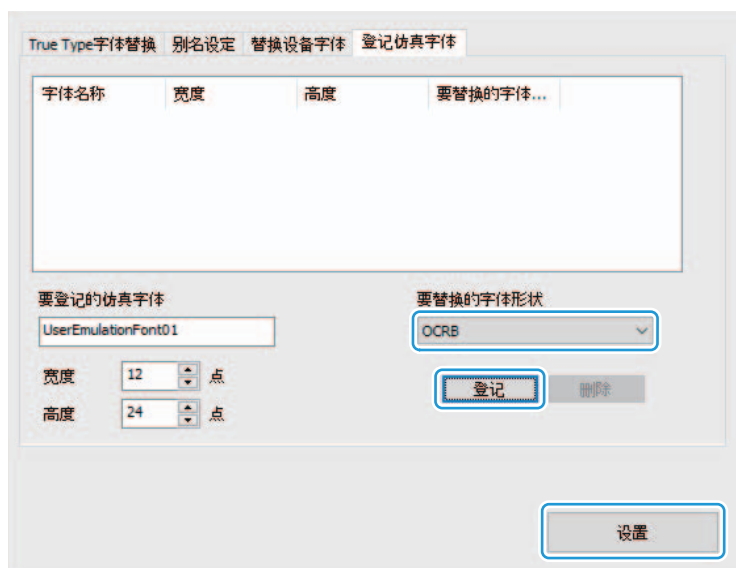 True Type字体替换 别名设定 替换设备字体 登记仿真字体
字体名称 宽度 高度 要替换的字体...
要登记的仿真字体 要替换的字体形状
UserEmulationFont01 OCRB
宽度 12 点 登记 删除
高度 24 点
设置